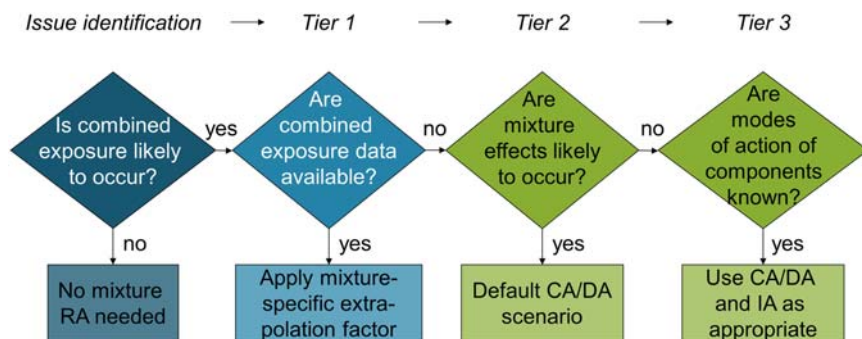 Issue identification
Tier 1
Tier 2
Tier 3
Is combined
exposure likely
to occur?
yes
Are
combined
exposure data
available?
no
Are
mixture
effects likely
to occur?
no
Are
modes
of action of
components
known?
no
yes
yes
yes
No mixture
RA needed
Apply mixture-
specific extra-
polation factor
Default CA/DA
scenario
Use CA/DA
and IA as
appropriate